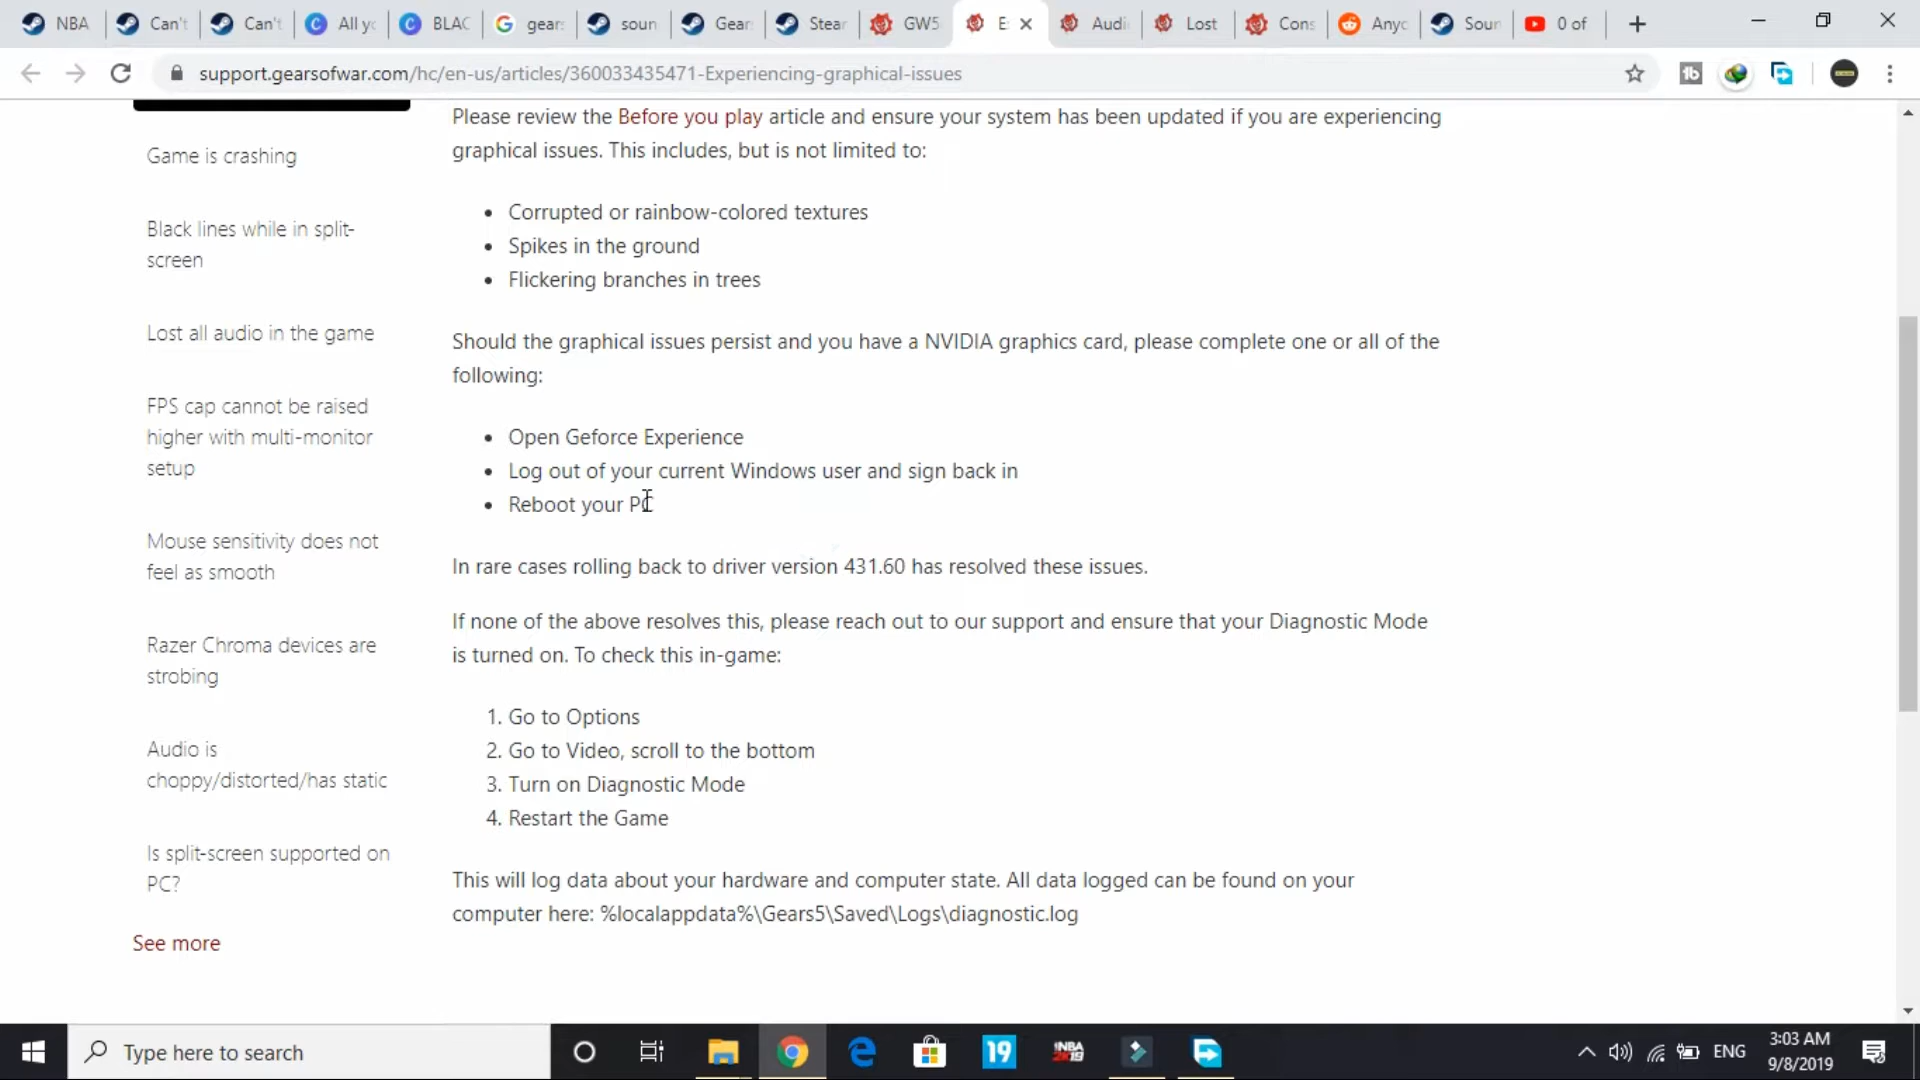 NBA
Can't
Can't
All yo
BLAC
gear
soun
Gear
Stear
GW5
E
Audi
Lost
Cons
Anyc
Soun
0 of
support.gearsofwar.com/hc/en-us/articles/360033435471-Experiencing-graphical-issues
Game is crashing
Black lines while in split-
screen
Lost all audio in the game
FPS cap cannot be raised
higher with multi-monitor
setup
Mouse sensitivity does not
feel as smooth
Razer Chroma devices are
strobing
Audio is
choppy/distorted/has static
Is split-screen supported on
PC?
See more
Please review the Before you play article and ensure your system has been updated if you are experiencing
graphical issues. This includes, but is not limited to:
• Corrupted or rainbow-colored textures
• Spikes in the ground
• Flickering branches in trees
Should the graphical issues persist and you have a NVIDIA graphics card, please complete one or all of the
following:
• Open Geforce Experience
• Log out of your current Windows user and sign back in
• Reboot your PC
In rare cases rolling back to driver version 431.60 has resolved these issues.
If none of the above resolves this, please reach out to our support and ensure that your Diagnostic Mode
is turned on. To check this in-game:
1. Go to Options
2. Go to Video, scroll to the bottom
3. Turn on Diagnostic Mode
4. Restart the Game
This will log data about your hardware and computer state. All data logged can be found on your
computer here: %localappdata%\Gears5\Saved\Logs\diagnostic.log
Type here to search
19
NBA
2K19
ENG
3:03 AM
9/8/2019